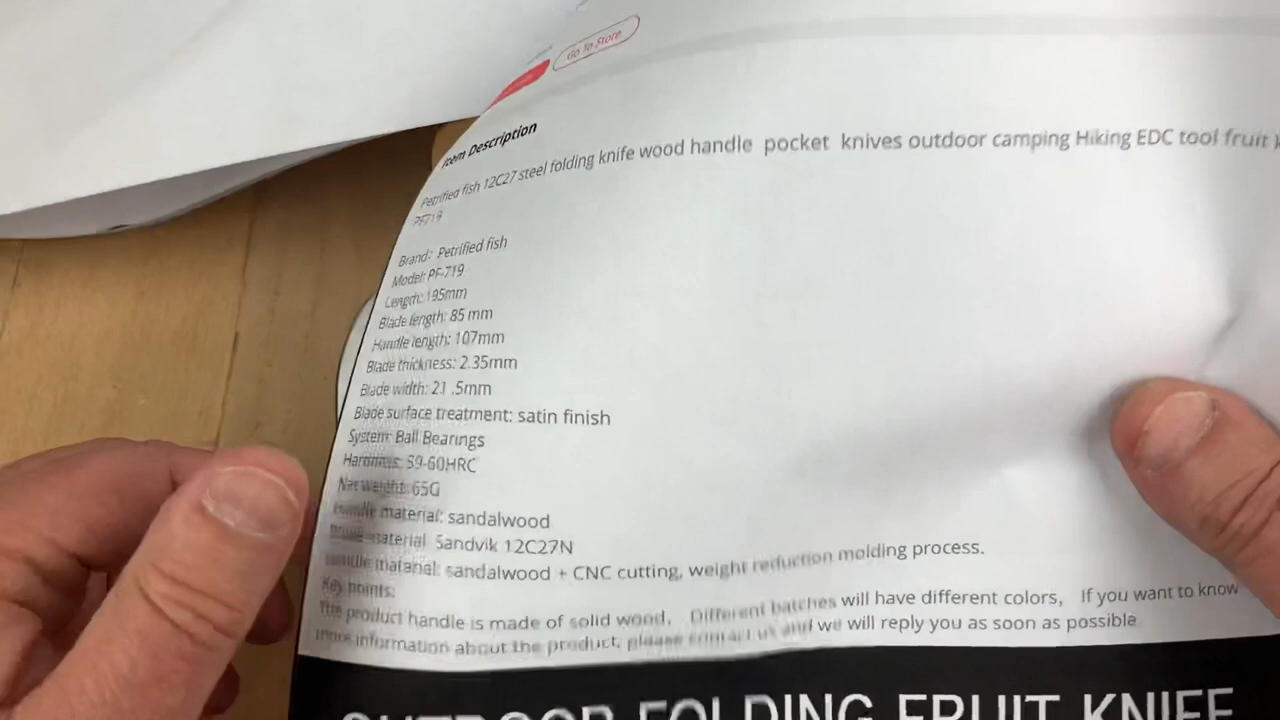 Go To Store
Item Description
Petrified fish 12C27 steel folding knife wood handle pocket knives outdoor camping Hiking EDC tool fruit
PF719
Brand: Petrified fish
Model: PF-719
Length: 195mm
Blade length: 85 mm
Handle length: 107mm
Blade thickness: 2.35mm
Blade width: 21 .5mm
Blade surface treatment: satin finish
System: Ball Bearings
Hardness: 59-60HRC
Net weight: 65G
Handle material: sandalwood
material Sandvik 12C27N
Handle material: sandalwood + CNC cutting, weight reduction molding process.
Key points:
The product handle is made of solid wood, Different batches will have different colors, If you want to know
more information about the product, please contact us and we will reply you as soon as possible
OUTDOOR FOLDING FRUIT KNIFE